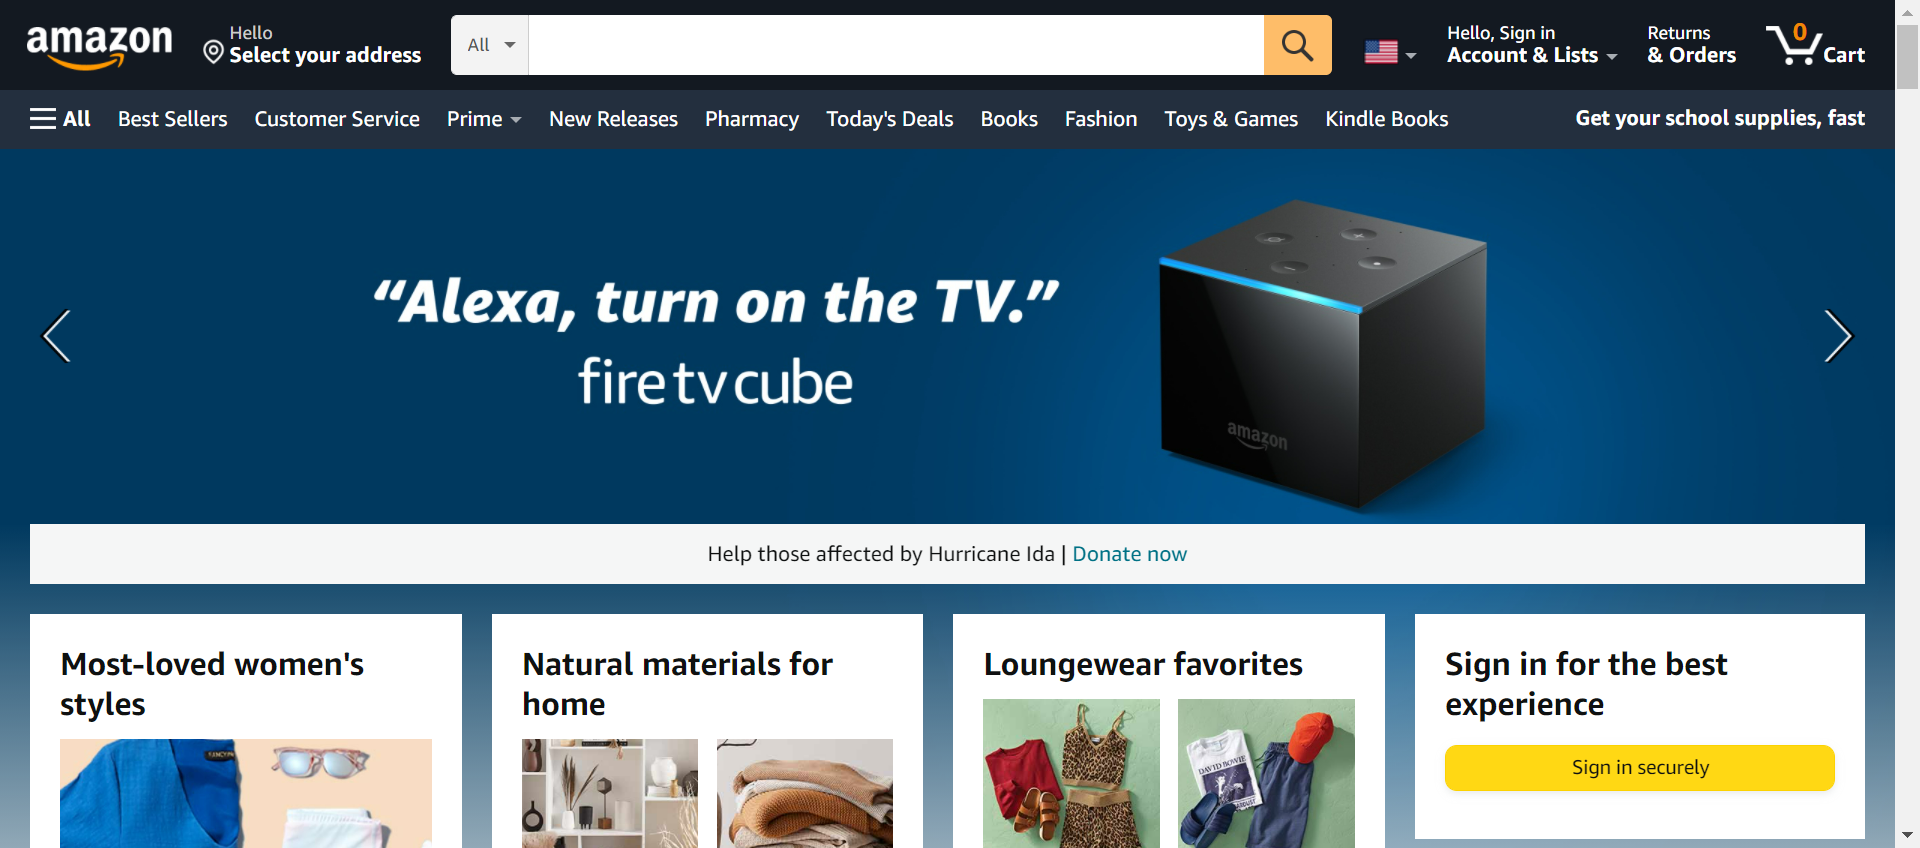 amazon
Hello
Select your address
All
Hello, Sign in
Account & Lists
Returns
& Orders
0
Cart
All
Best Sellers
Customer Service
Prime
New Releases
Pharmacy
Today's Deals
Books
Fashion
Toys & Games
Kindle Books
Get your school supplies, fast
“Alexa, turn on the TV.”
fire tv cube
amazon
Help those affected by Hurricane Ida | Donate now
Most-loved women's
styles
Natural materials for
home
Loungewear favorites
DAVID BOWIE
Sign in for the best
experience
Sign in securely